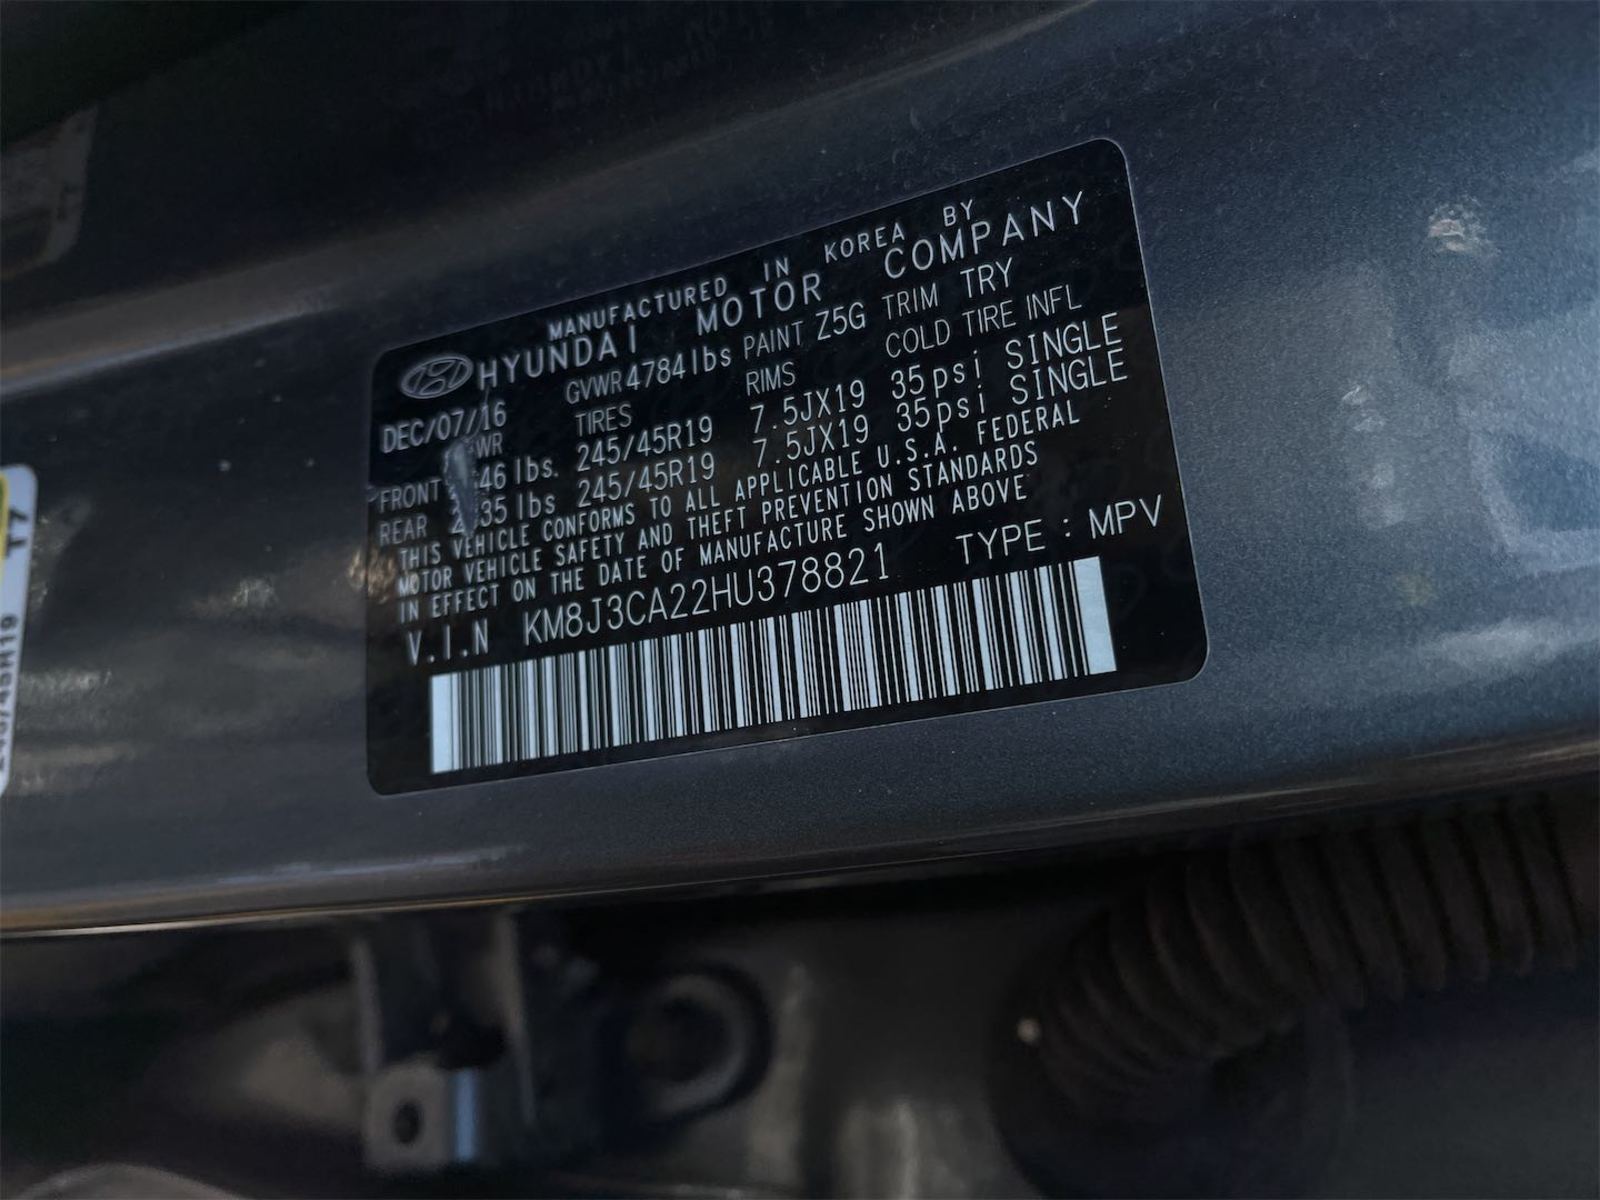 MANUFACTURED IN KOREA BY
HYUNDAI MOTOR COMPANY
DEC/07/16 GVWR 4784lbs PAINT Z5G TRIM TRY
WR TIRES RIMS COLD TIRE INFL
FRONT 46 lbs. 245/45R19 7.5JX19 35psi SINGLE
REAR 35 lbs 245/45R19 7.5JX19 35psi SINGLE
THIS VEHICLE CONFORMS TO ALL APPLICABLE U.S.A. FEDERAL
MOTOR VEHICLE SAFETY AND THEFT PREVENTION STANDARDS
IN EFFECT ON THE DATE OF MANUFACTURE SHOWN ABOVE
V.I.N KM8J3CA22HU378821 TYPE : MPV